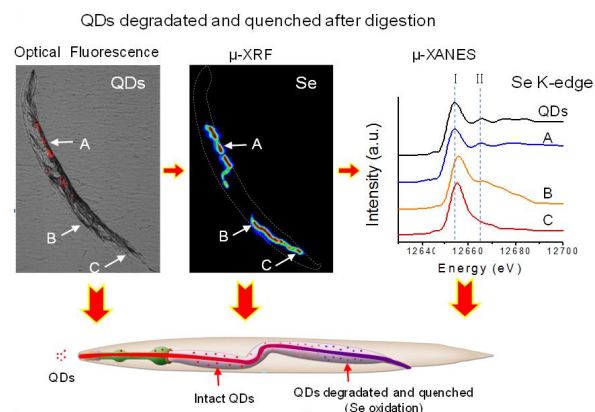 QDs degraded and quenched after digestion
Optical Fluorescence
μ-XRF
μ-XANES
QDs
A
B
C
Se
A
B
C
I II
Se K-edge
QDs
A
B
C
Intensity (a.u.)
12640 12660 12680 12700
Energy (eV)
QDs
Intact QDs
QDs degraded and quenched
(Se oxidation)